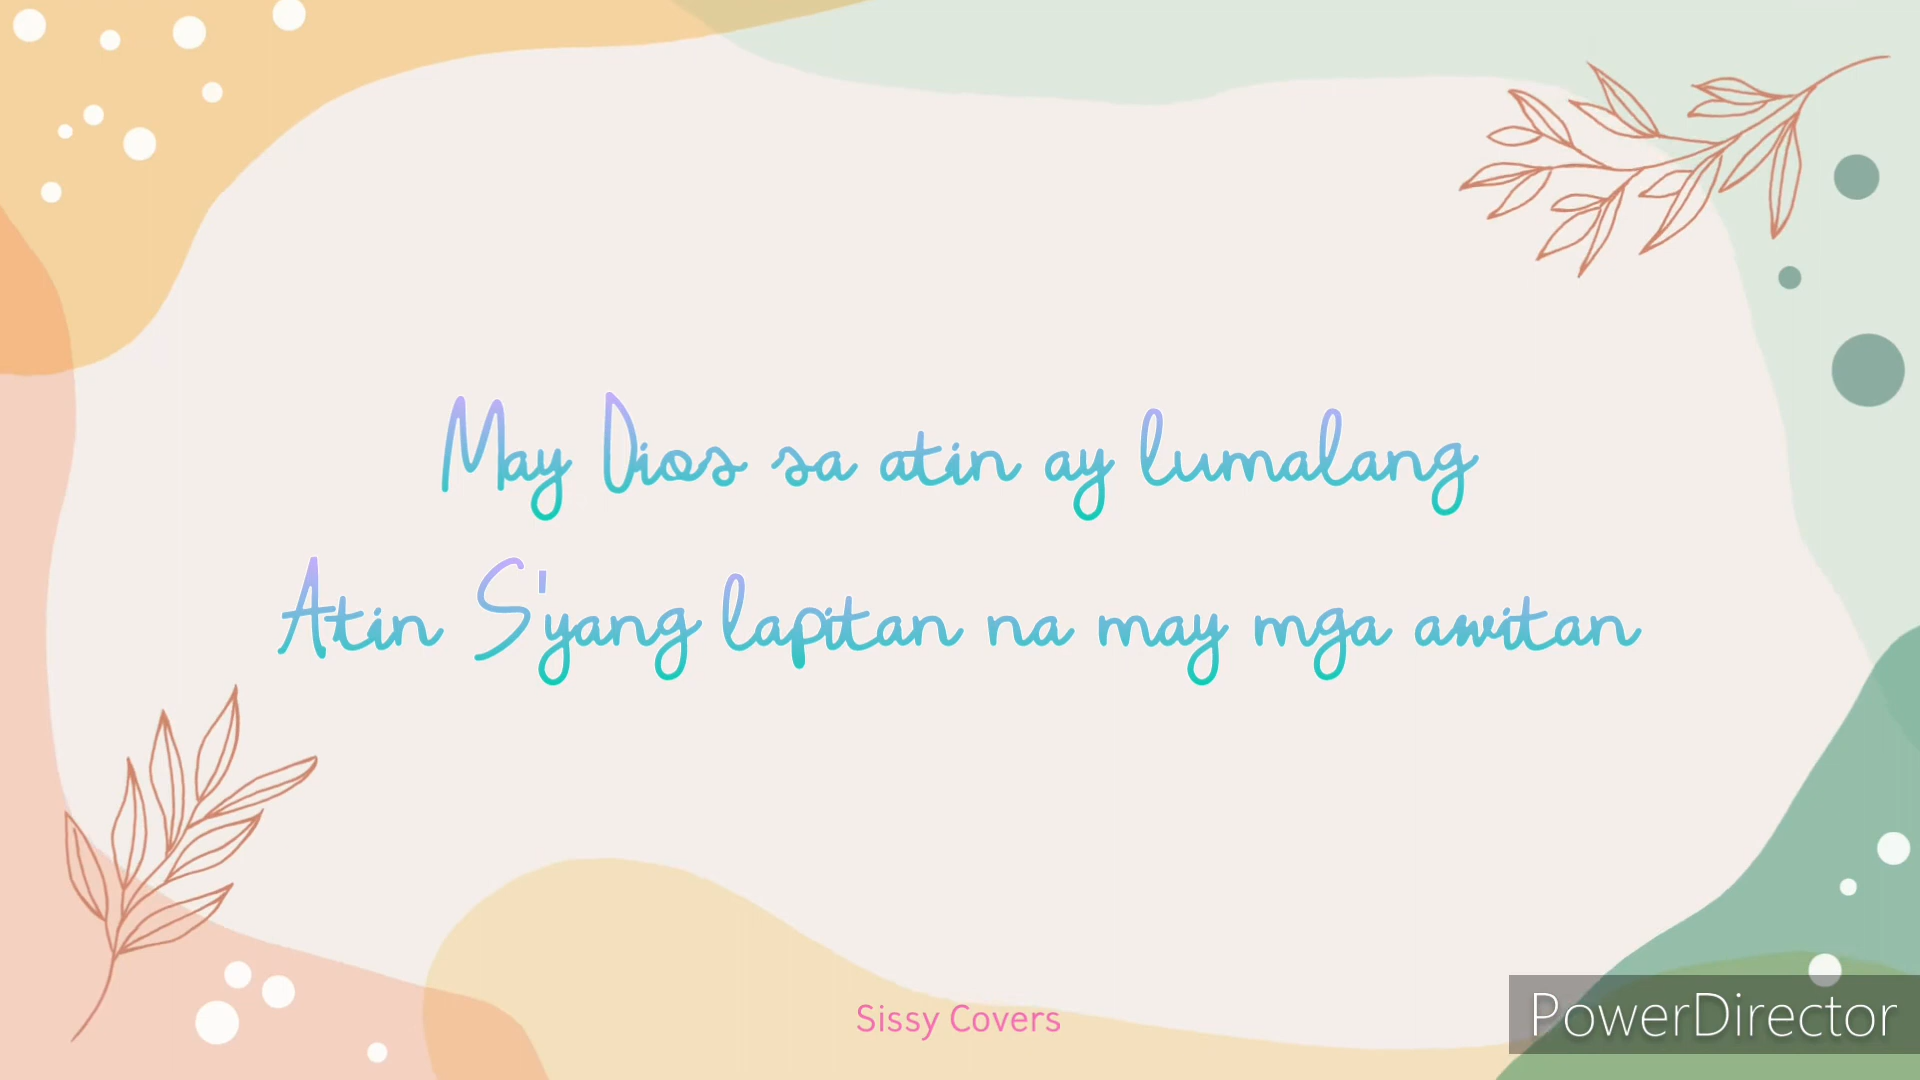 May Dios sa atin ay lumalang
Atin S'yang lapitan na may mga awitan
Sissy Covers
PowerDirector